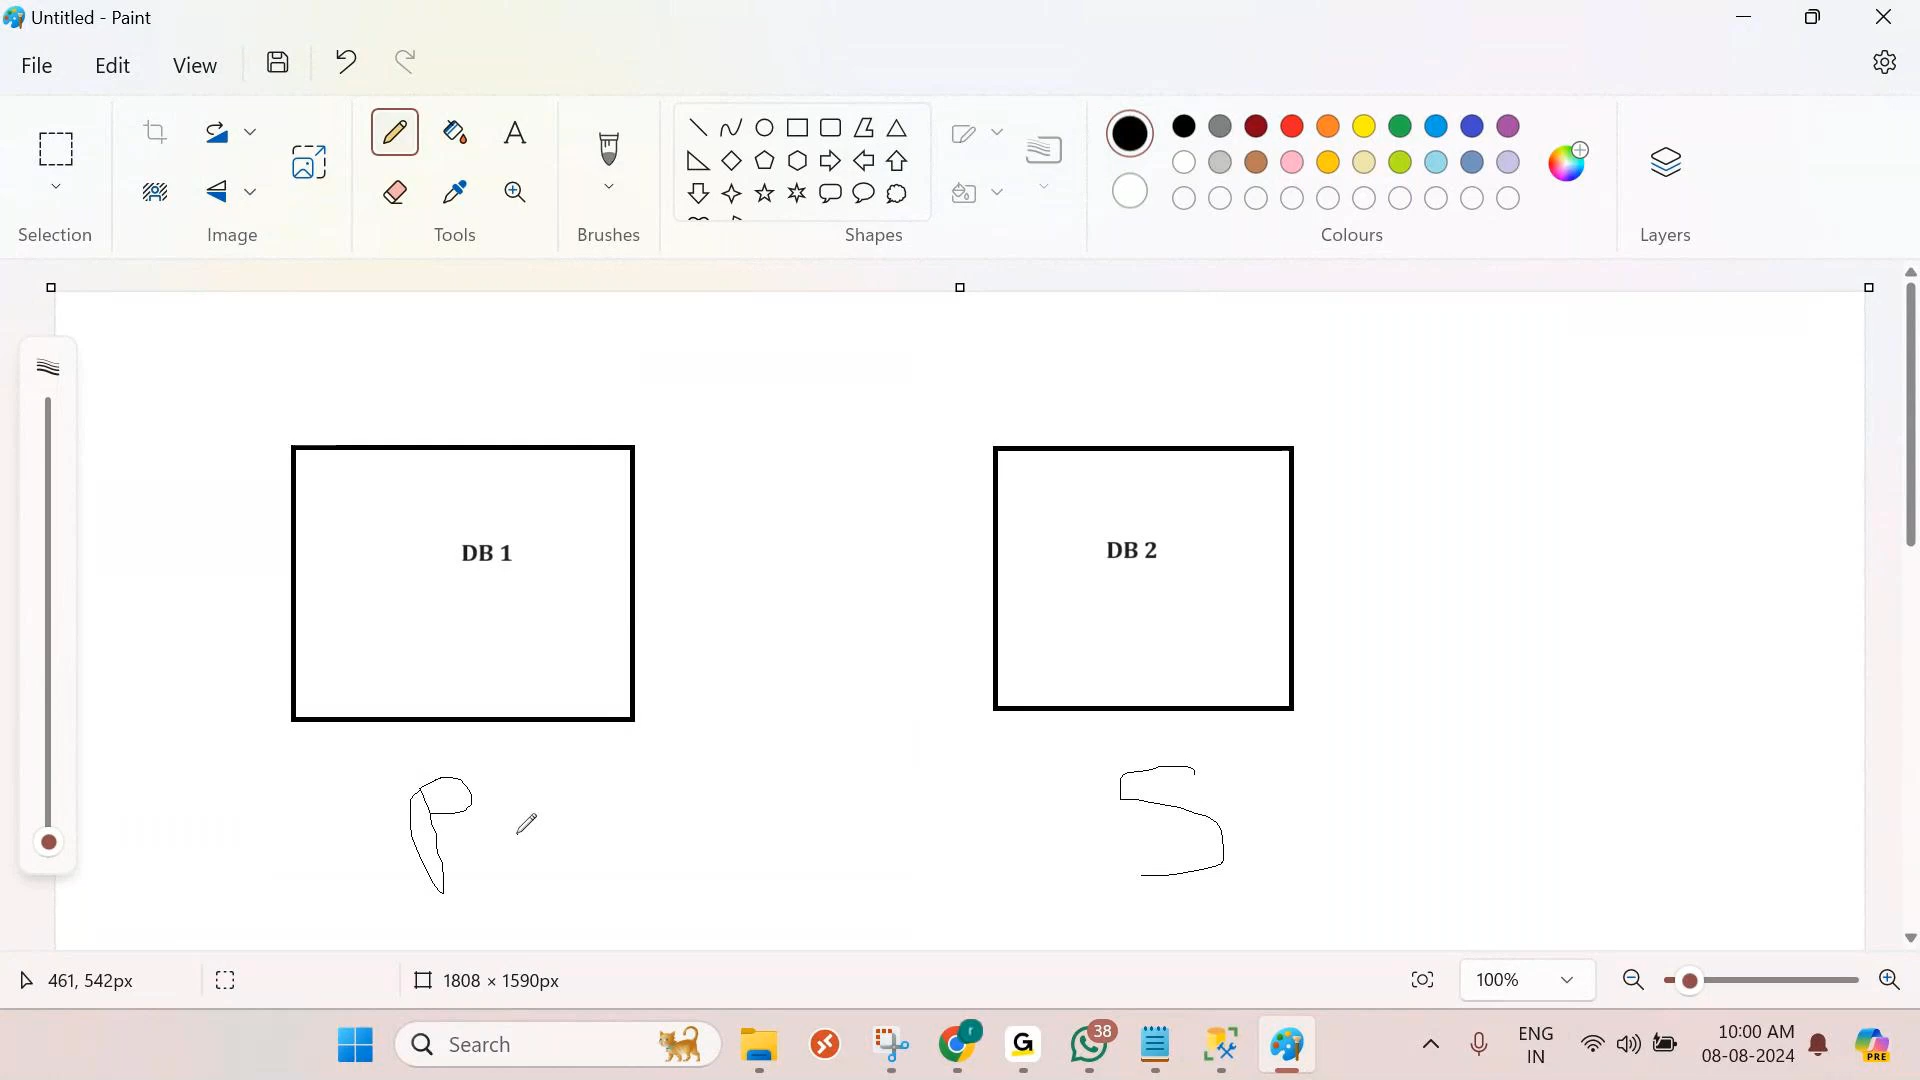 Untitled - Paint
File Edit View
Selection Image Tools Brushes Shapes Colours Layers
DB 1 DB 2
P S
461, 542px 1808 × 1590px 100%
Search G r 38 ENG 10:00 AM
IN 08-08-2024 PRE